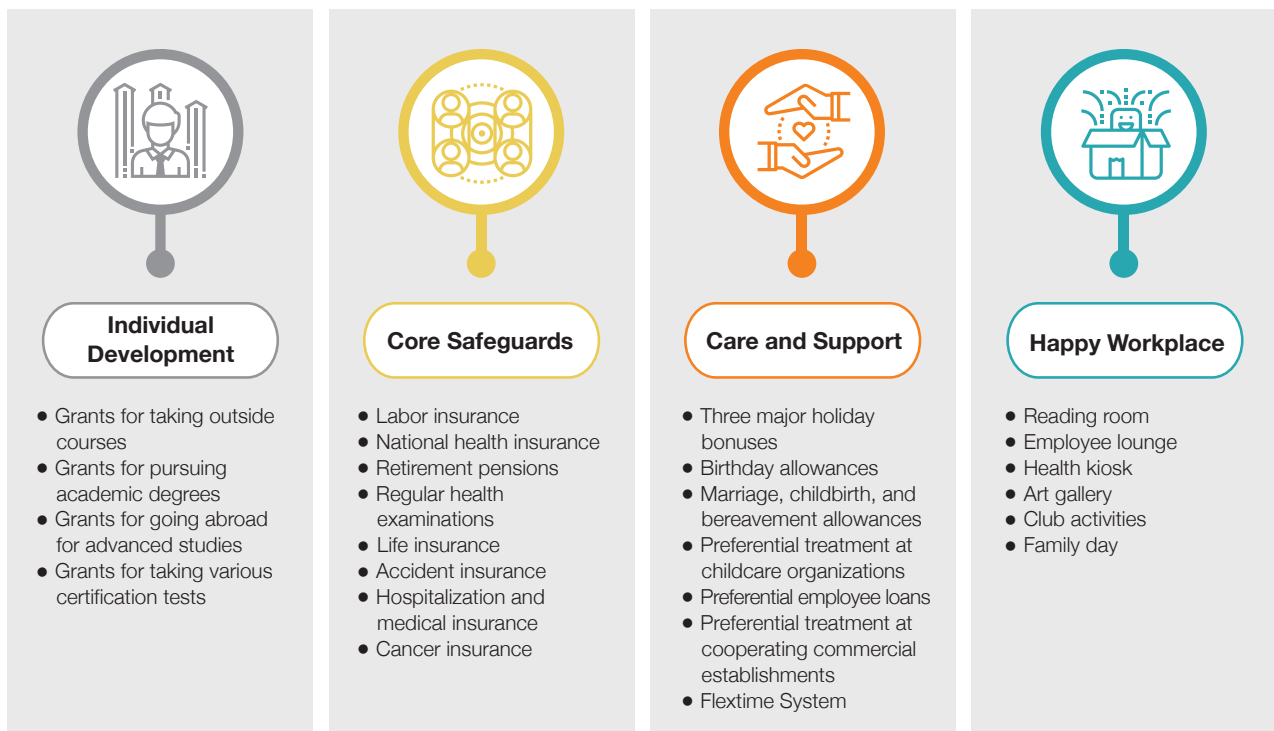 Individual
Development
● Grants for taking outside
courses
● Grants for pursuing
academic degrees
● Grants for going abroad
for advanced studies
● Grants for taking various
certification tests
Core Safeguards
● Labor insurance
● National health insurance
● Retirement pensions
● Regular health
examinations
● Life insurance
● Accident insurance
● Hospitalization and
medical insurance
● Cancer insurance
Care and Support
● Three major holiday
bonuses
● Birthday allowances
● Marriage, childbirth, and
bereavement allowances
● Preferential treatment at
childcare organizations
● Preferential employee loans
● Preferential treatment at
cooperating commercial
establishments
● Flextime System
Happy Workplace
● Reading room
● Employee lounge
● Health kiosk
● Art gallery
● Club activities
● Family day